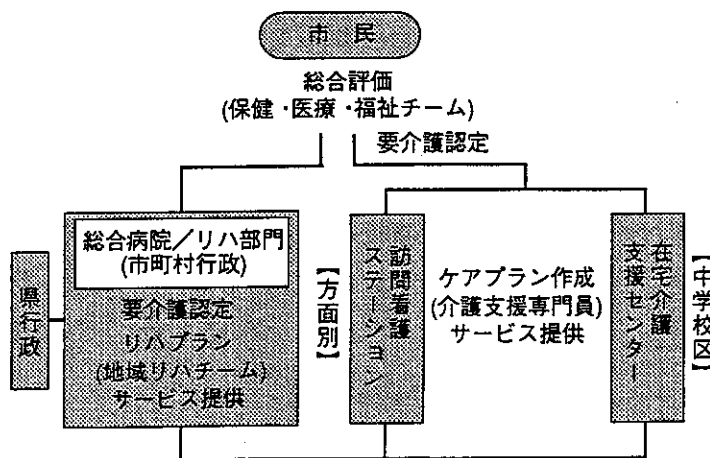 市 民
総合評価
(保健・医療・福祉チーム)
要介護認定
県行政
総合病院／リハ部門
(市町村行政)
要介護認定
リハプラン
(地域リハチーム)
サービス提供
【方面別】
訪問看護
ステーション
ケアプラン作成
(介護支援専門員)
サービス提供
在宅介護
支援センター
【中学校区】